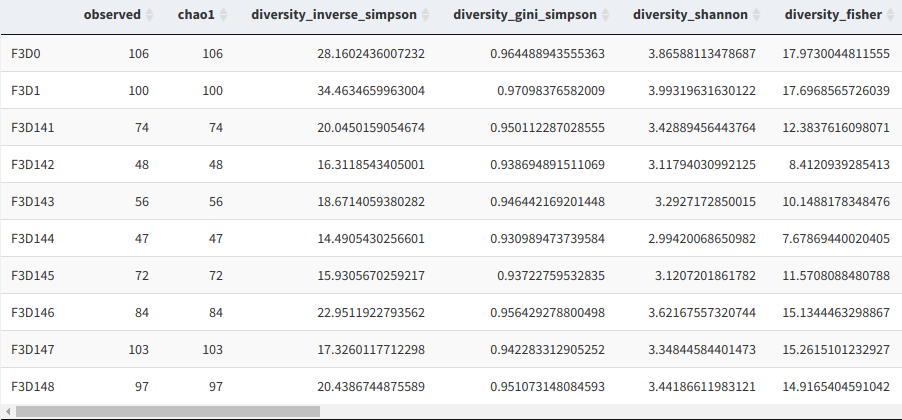 observed chao1 diversity_inverse_simpson diversity_gini_simpson diversity_shannon diversity_fisher
F3D0 106 106 28.1602436007232 0.964488943555363 3.86588113478687 17.9730044811555
F3D1 100 100 34.4634659963004 0.97098376582009 3.99319631630122 17.6968565726039
F3D141 74 74 20.0450159054674 0.950112287028555 3.42889456443764 12.3837616098071
F3D142 48 48 16.3118543405001 0.938694891511069 3.11794030992125 8.4120939285413
F3D143 56 56 18.6714059380282 0.946442169201448 3.2927172850015 10.1488178348476
F3D144 47 47 14.4905430256601 0.930989473739584 2.99420068650982 7.67869440020405
F3D145 72 72 15.9305670259217 0.93722759532835 3.1207201861782 11.5708088480788
F3D146 84 84 22.9511922793562 0.956429278800498 3.62167557320744 15.1344463298867
F3D147 103 103 17.3260117712298 0.942283312905252 3.34844584401473 15.2615101232927
F3D148 97 97 20.4386744875589 0.951073148084593 3.44186611983121 14.9165404591042